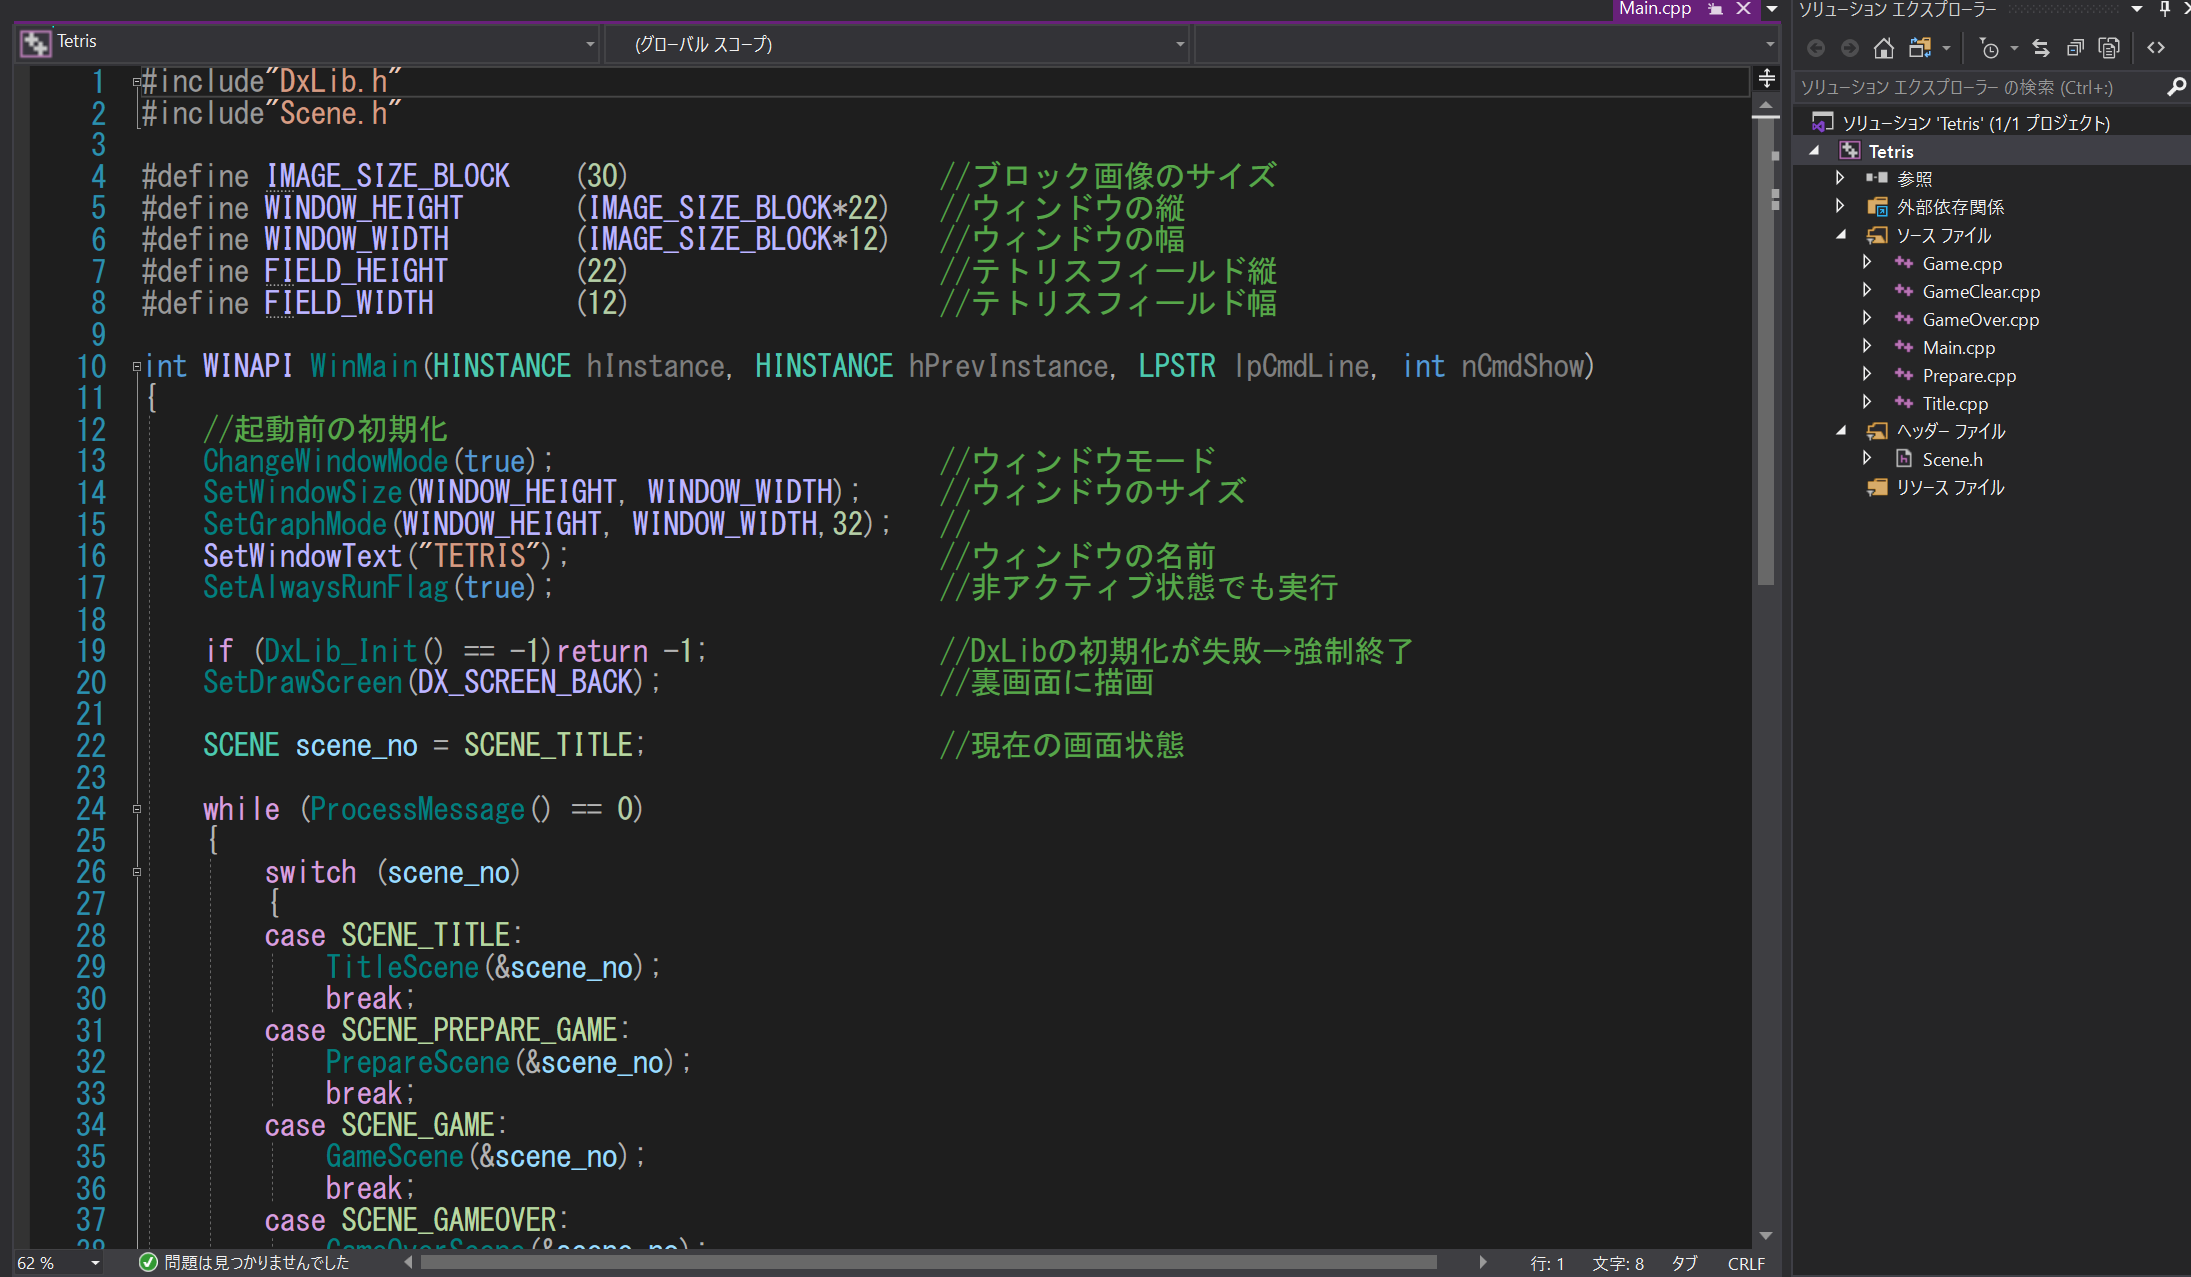 Main.cpp
Tetris
(グローバル スコープ)
1 #include"DxLib.h"
2 #include"Scene.h"
3
4 #define IMAGE_SIZE_BLOCK (30) //ブロック画像のサイズ
5 #define WINDOW_HEIGHT (IMAGE_SIZE_BLOCK*22) //ウィンドウの縦
6 #define WINDOW_WIDTH (IMAGE_SIZE_BLOCK*12) //ウィンドウの幅
7 #define FIELD_HEIGHT (22) //テトリスフィールド縦
8 #define FIELD_WIDTH (12) //テトリスフィールド幅
9
10 int WINAPI WinMain(HINSTANCE hInstance, HINSTANCE hPrevInstance, LPSTR lpCmdLine, int nCmdShow)
11 {
12 //起動前の初期化
13 ChangeWindowMode(true); //ウィンドウモード
14 SetWindowSize(WINDOW_HEIGHT, WINDOW_WIDTH); //ウィンドウのサイズ
15 SetGraphMode(WINDOW_HEIGHT, WINDOW_WIDTH,32); //
16 SetWindowText("TETRIS"); //ウィンドウの名前
17 SetAlwaysRunFlag(true); //非アクティブ状態でも実行
18
19 if (DxLib_Init() == -1)return -1; //DxLibの初期化が失敗→強制終了
20 SetDrawScreen(DX_SCREEN_BACK); //裏画面に描画
21
22 SCENE scene_no = SCENE_TITLE; //現在の画面状態
23
24 while (ProcessMessage() == 0)
25 {
26 switch (scene_no)
27 {
28 case SCENE_TITLE:
29 TitleScene(&scene_no);
30 break;
31 case SCENE_PREPARE_GAME:
32 PrepareScene(&scene_no);
33 break;
34 case SCENE_GAME:
35 GameScene(&scene_no);
36 break;
37 case SCENE_GAMEOVER:
38 GameOverScene(&scene_no);
62 % 問題は見つかりませんでした 行: 1 文字: 8 タブ CRLF
ソリューション エクスプローラー
ソリューション エクスプローラー の検索 (Ctrl+:)
ソリューション 'Tetris' (1/1 プロジェクト)
Tetris
参照
外部依存関係
ソース ファイル
Game.cpp
GameClear.cpp
GameOver.cpp
Main.cpp
Prepare.cpp
Title.cpp
ヘッダー ファイル
Scene.h
リソース ファイル